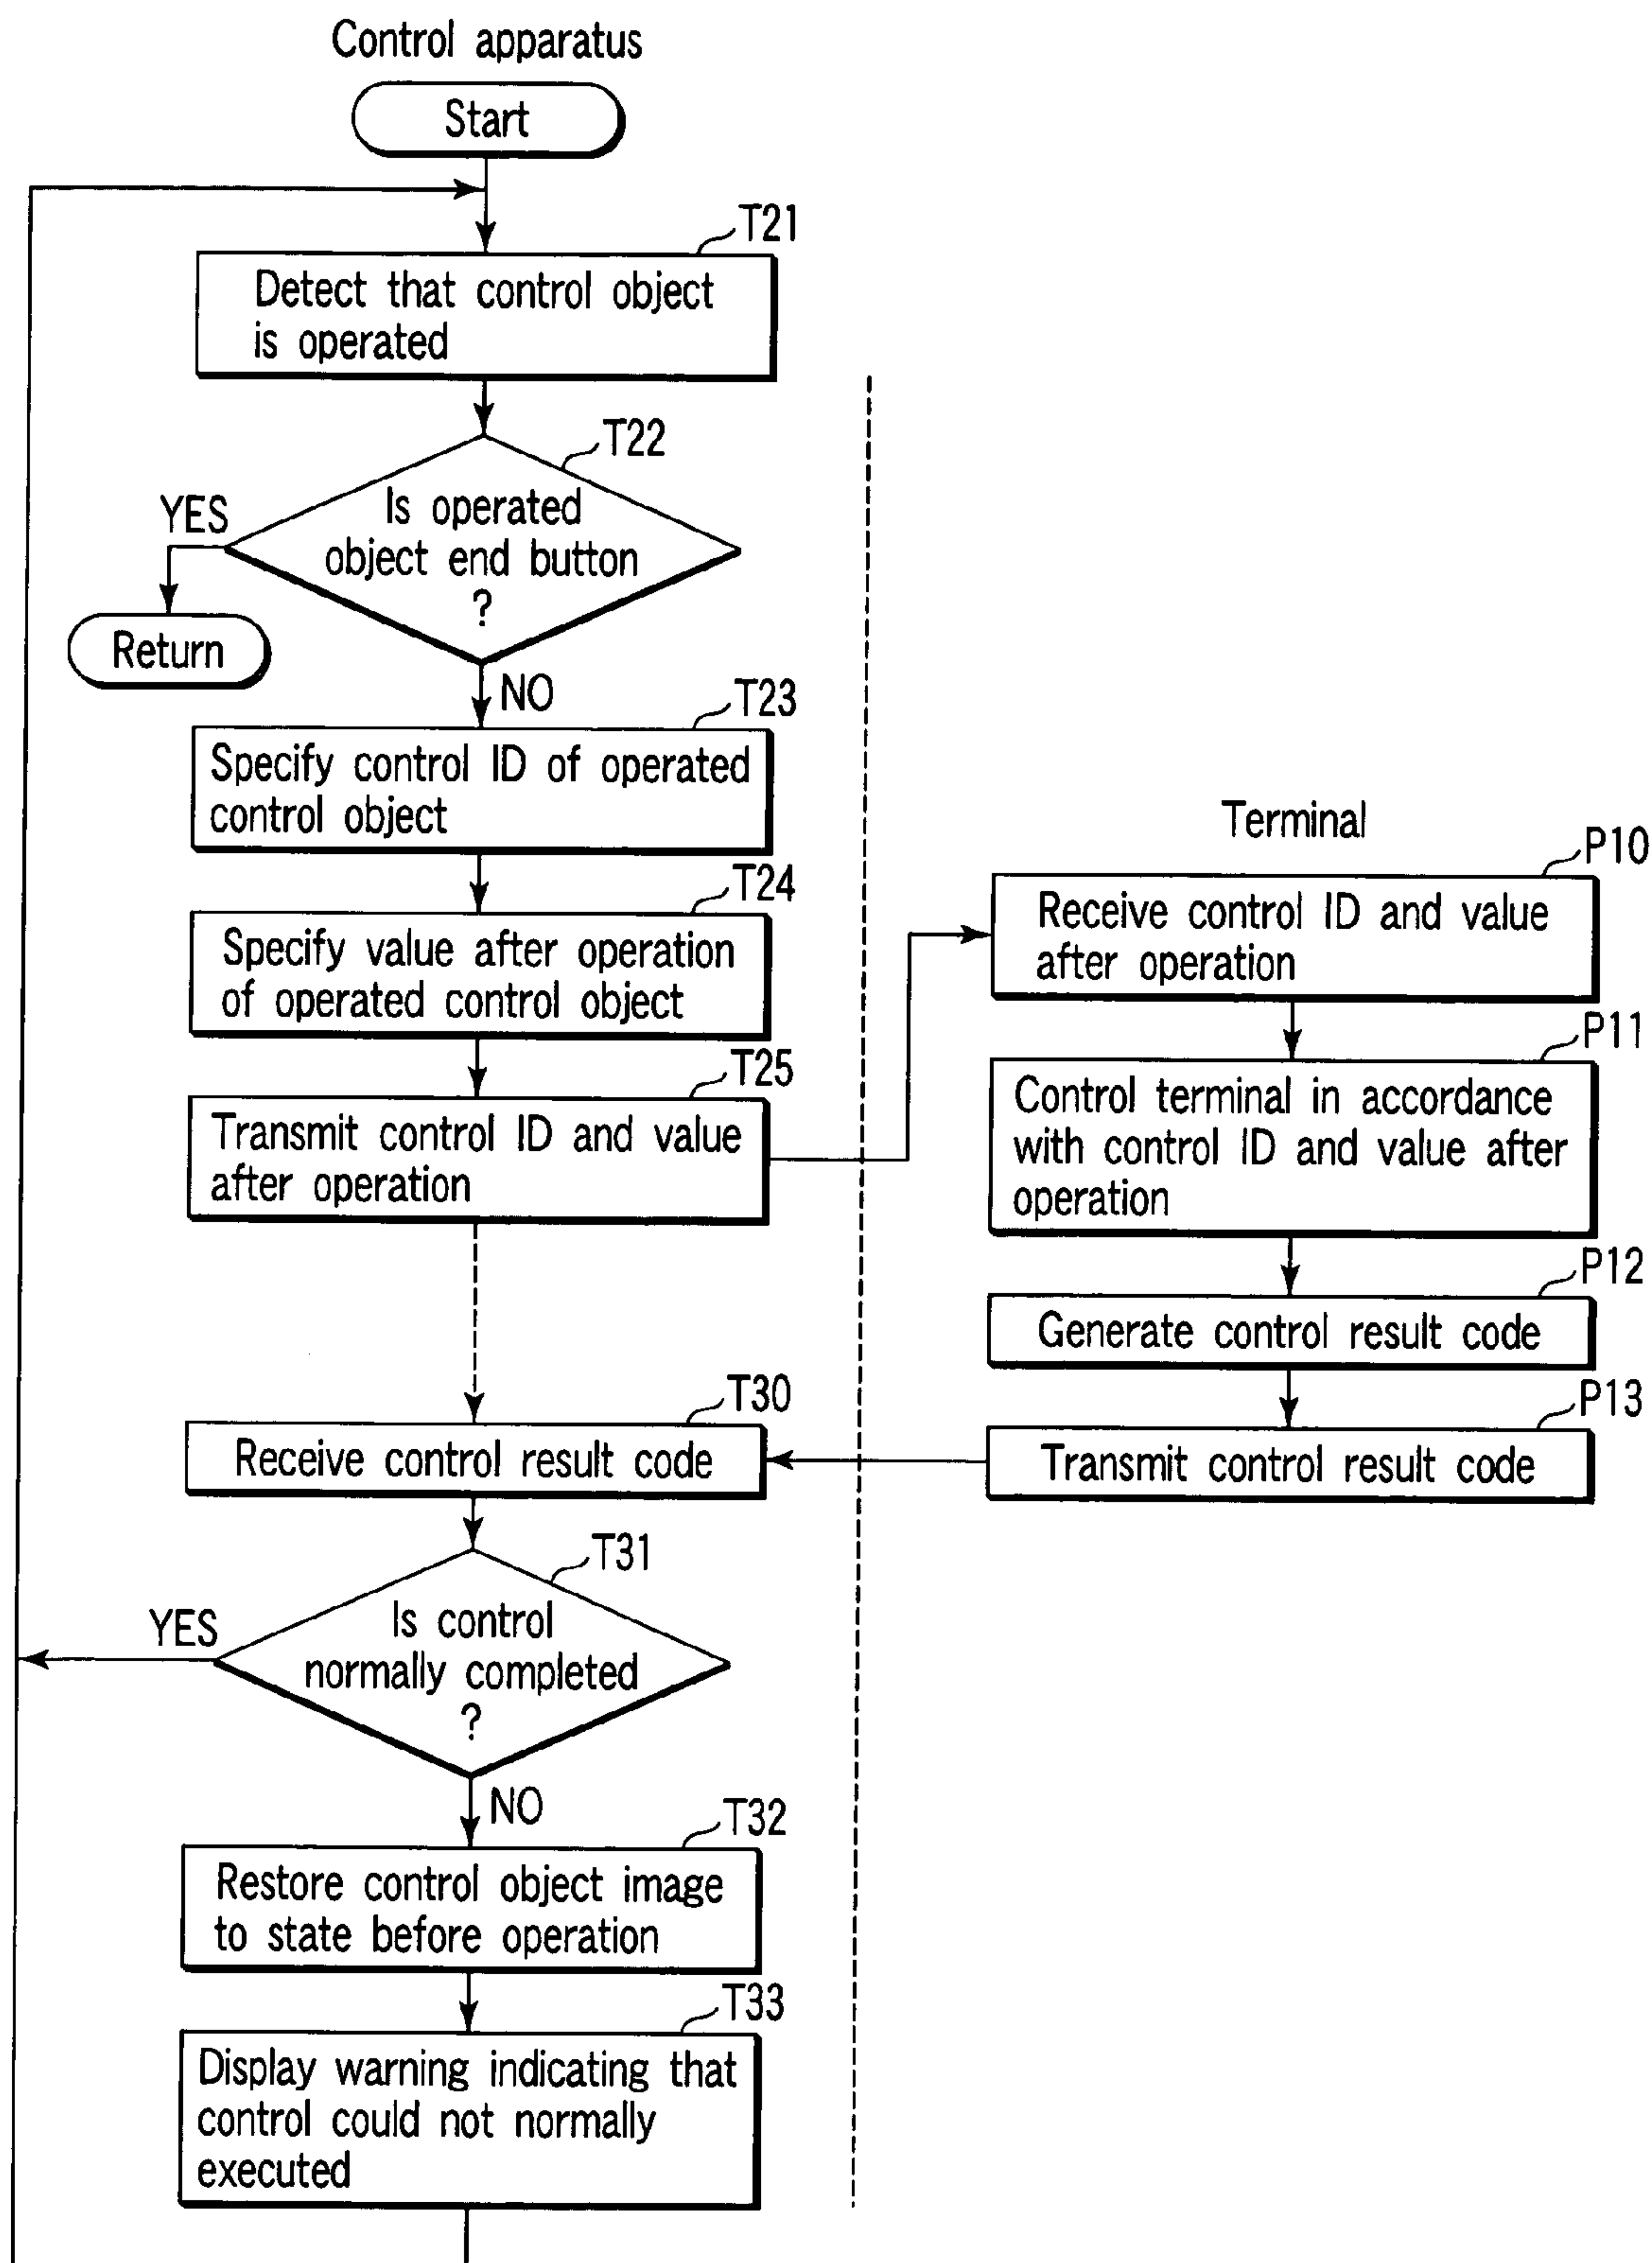 Control apparatus
Start
T21
Detect that control object
is operated
T22
Is operated
object end button
?
YES
Return
NO
T23
Specify control ID of operated
control object
T24
Specify value after operation
of operated control object
T25
Transmit control ID and value
after operation
Terminal
P10
Receive control ID and value
after operation
P11
Control terminal in accordance
with control ID and value after
operation
P12
Generate control result code
P13
Transmit control result code
T30
Receive control result code
T31
Is control
normally completed
?
YES
NO
T32
Restore control object image
to state before operation
T33
Display warning indicating that
control could not normally
executed